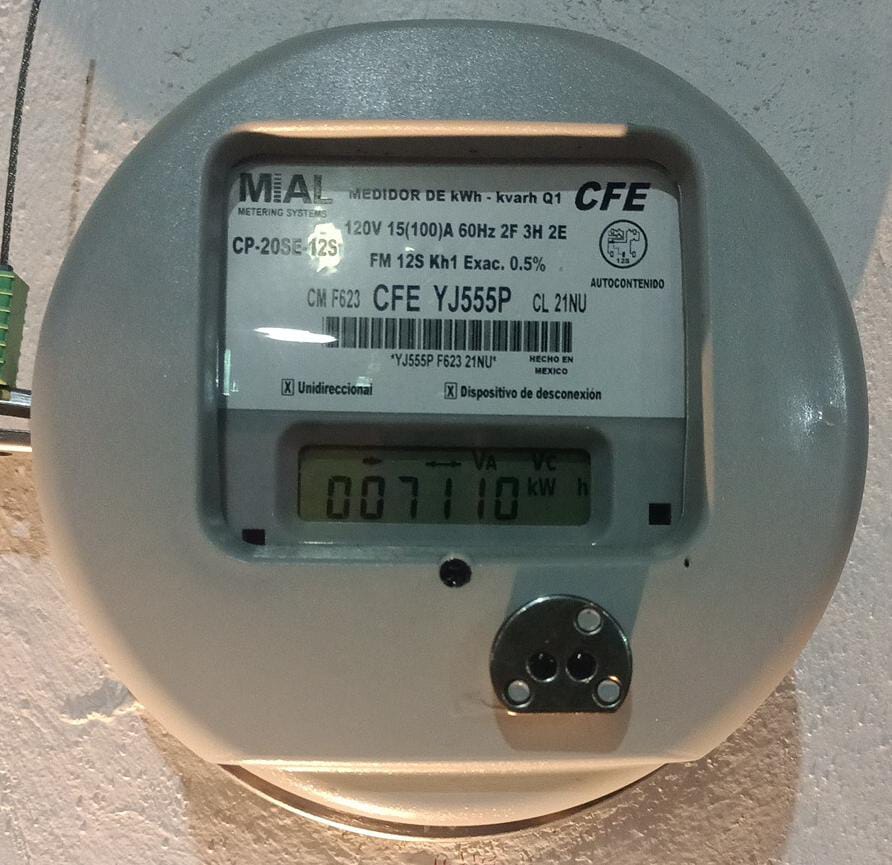 MIAL MEDIDOR DE kWh - kvarh Q1 CFE
METERING SYSTEMS
120V 15(100)A 60Hz 2F 3H 2E
CP-20SE-12S
FM 12S Kh1 Exac. 0.5%
12S
AUTOCONTENIDO
CM F623 CFE YJ555P CL 21NU
*YJ555P F623 21NU* HECHO EN
MEXICO
X Unidireccional X Dispositivo de desconexión
VA VC
007110 kW h